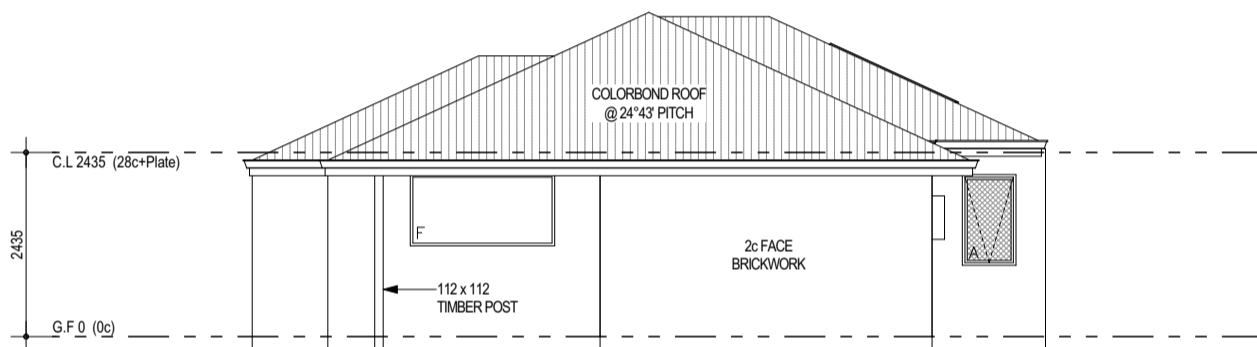 COLORBOND ROOF
@ 24°43' PITCH
C.L 2435 (28c+Plate)
2435
F
2c FACE
BRICKWORK
A
112 x 112
TIMBER POST
G.F 0 (0c)